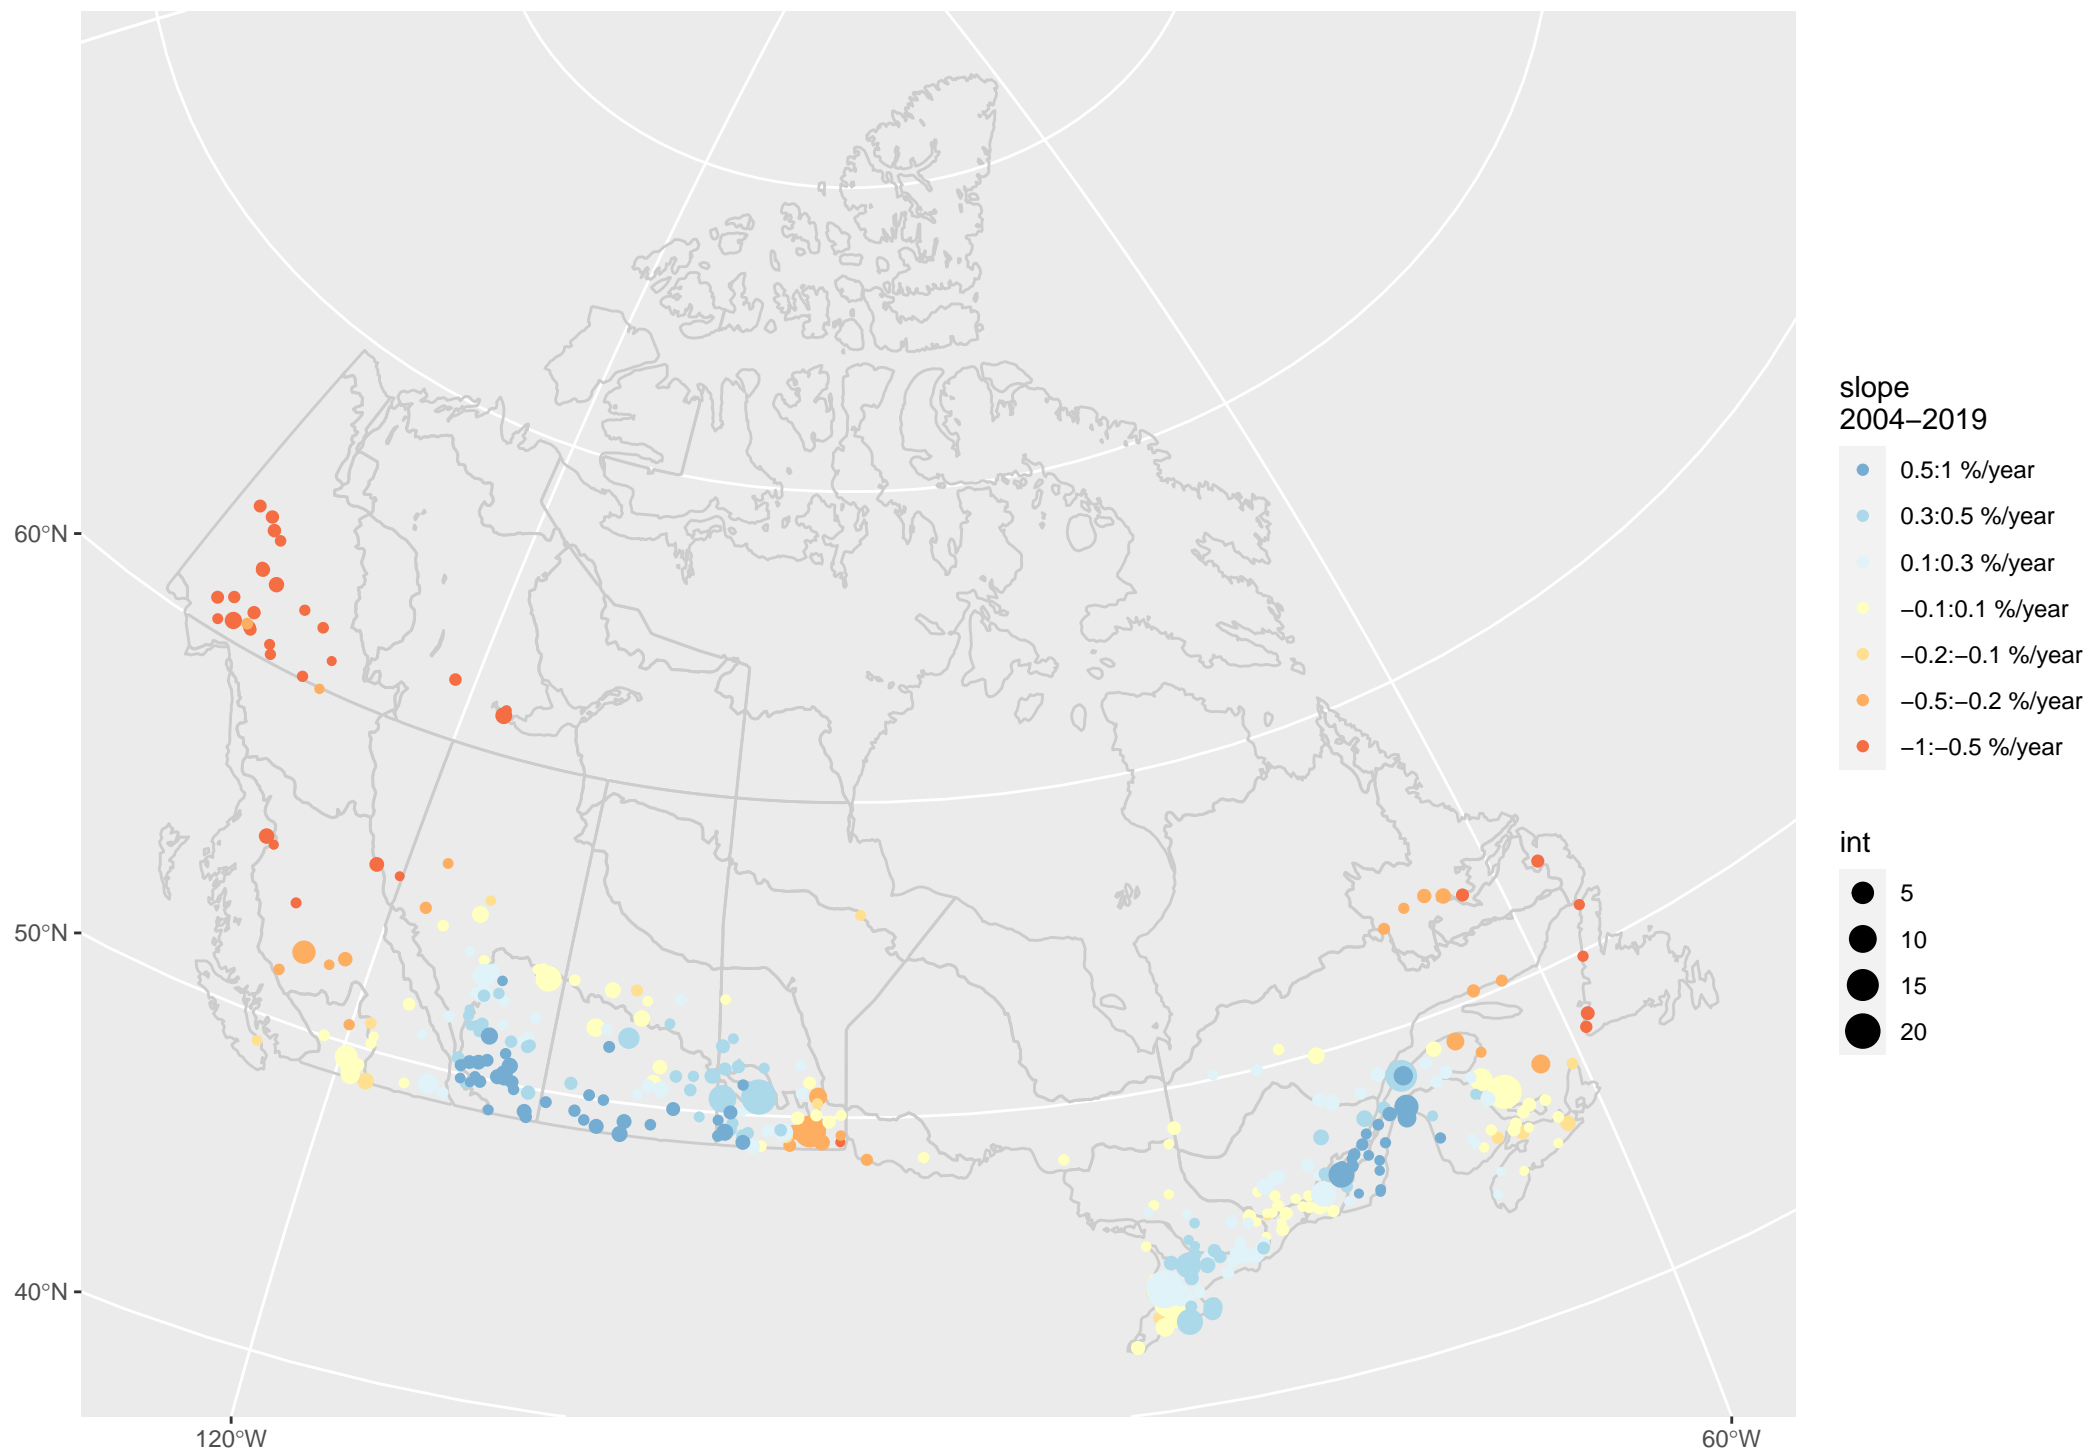 60°N
50°N
40°N
120°W
60°W
slope
2004−2019
0.5:1 %/year
0.3:0.5 %/year
0.1:0.3 %/year
−0.1:0.1 %/year
−0.2:−0.1 %/year
−0.5:−0.2 %/year
−1:−0.5 %/year
int
5
10
15
20